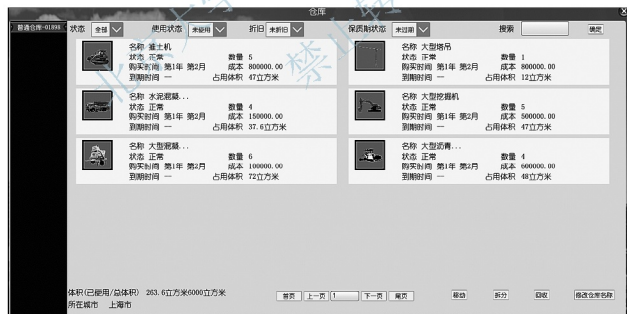 仓库
普通仓库-01898 状态 全部 使用状态 未使用 折旧 未折旧 保质期状态 未过期 搜索 确定
名称 推土机
状态 正常 数量 5
购买时间 第1年 第2月 成本 800000.00
到期时间 — 占用体积 47立方米
名称 大型塔吊
状态 正常 数量 1
购买时间 第1年 第2月 成本 800000.00
到期时间 — 占用体积 12立方米
名称 水泥混凝...
状态 正常 数量 4
购买时间 第1年 第2月 成本 150000.00
到期时间 — 占用体积 37.6立方米
名称 大型挖掘机
状态 正常 数量 5
购买时间 第1年 第2月 成本 500000.00
到期时间 — 占用体积 47立方米
名称 大型混凝...
状态 正常 数量 6
购买时间 第1年 第2月 成本 100000.00
到期时间 — 占用体积 72立方米
名称 大型沥青...
状态 正常 数量 4
购买时间 第1年 第2月 成本 600000.00
到期时间 — 占用体积 48立方米
体积(已使用/总体积) 263.6立方米6000立方米
首页 上一页 1 下一页 尾页 移动 拆分 回收 修改仓库名称
所在城市 上海市